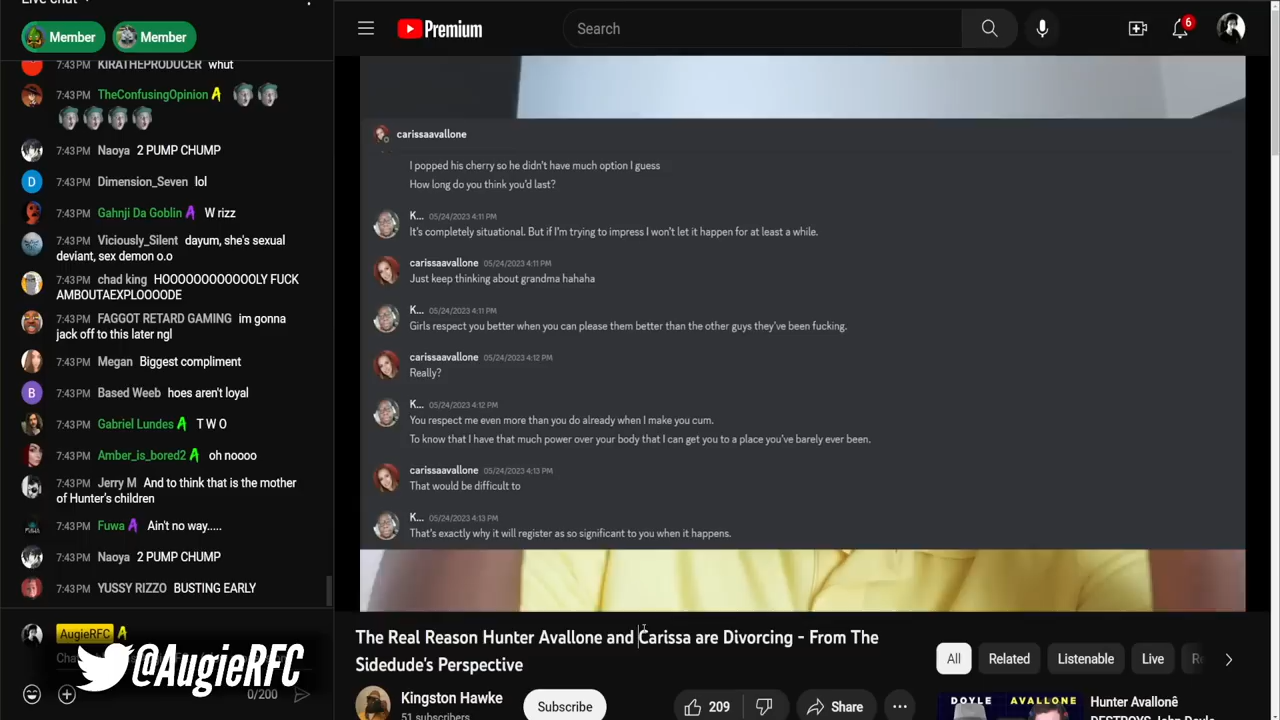 Live chat
Member
Member
7:43 PM KIRATHEPRODUCER whut
7:43 PM TheConfusingOpinion
7:43 PM Naoya 2 PUMP CHUMP
7:43 PM Dimension_Seven lol
7:43 PM Gahnji Da Goblin W rizz
7:43 PM Viciously_Silent dayum, she's sexual
deviant, sex demon o.o
7:43 PM chad king HOOOOOOOOOOOOLY FUCK
AMBOUTAEXPLOOOODE
7:43 PM FAGGOT RETARD GAMING im gonna
jack off to this later ngl
7:43 PM Megan Biggest compliment
7:43 PM Based Weeb hoes aren't loyal
7:43 PM Gabriel Lundes T W O
7:43 PM Amber_is_bored2 oh noooo
7:43 PM Jerry M And to think that is the mother
of Hunter's children
7:43 PM Fuwa Ain't no way.....
7:43 PM Naoya 2 PUMP CHUMP
7:43 PM YUSSY RIZZO BUSTING EARLY
AugieRFC
@AugieRFC
0/200
Premium
Search
6
carissaavallone
I popped his cherry so he didn't have much option I guess
How long do you think you'd last?
K... 05/24/2023 4:11 PM
It's completely situational. But if I'm trying to impress I won't let it happen for at least a while.
carissaavallone 05/24/2023 4:11 PM
Just keep thinking about grandma hahaha
K... 05/24/2023 4:11 PM
Girls respect you better when you can please them better than the other guys they've been fucking.
carissaavallone 05/24/2023 4:12 PM
Really?
K... 05/24/2023 4:12 PM
You respect me even more than you do already when I make you cum.
To know that I have that much power over your body that I can get you to a place you've barely ever been.
carissaavallone 05/24/2023 4:13 PM
That would be difficult to
K... 05/24/2023 4:13 PM
That's exactly why it will register as so significant to you when it happens.
The Real Reason Hunter Avallone and Carissa are Divorcing - From The
Sidedude's Perspective
Kingston Hawke
51 subscribers
Subscribe
209
Share
All
Related
Listenable
Live
DOYLE AVALLONE
Hunter Avallonê
DESTROYS John Doyle